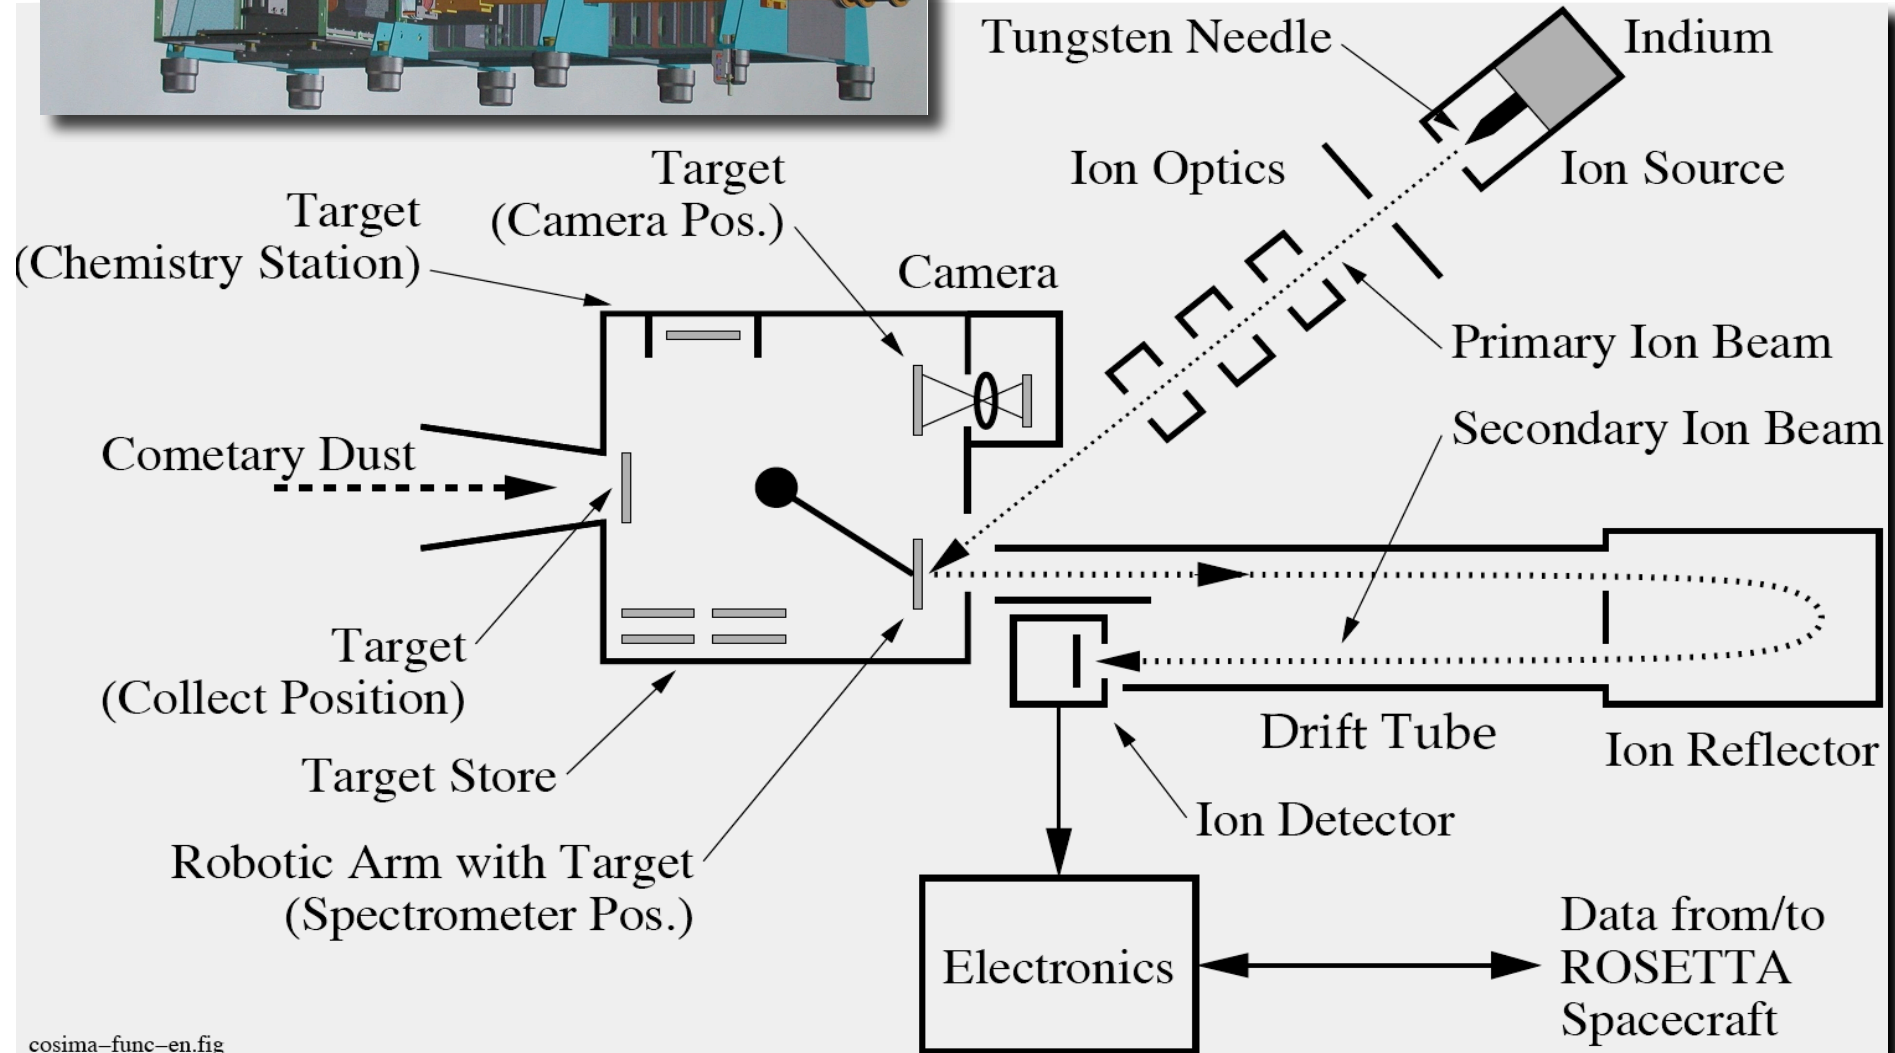 Tungsten Needle
Indium
Ion Optics
Ion Source
Target
(Camera Pos.)
Target
(Chemistry Station)
Camera
Primary Ion Beam
Secondary Ion Beam
Cometary Dust
Target
(Collect Position)
Target Store
Drift Tube
Ion Reflector
Ion Detector
Robotic Arm with Target
(Spectrometer Pos.)
Electronics
Data from/to
ROSETTA
Spacecraft
cosima–func–en.fig